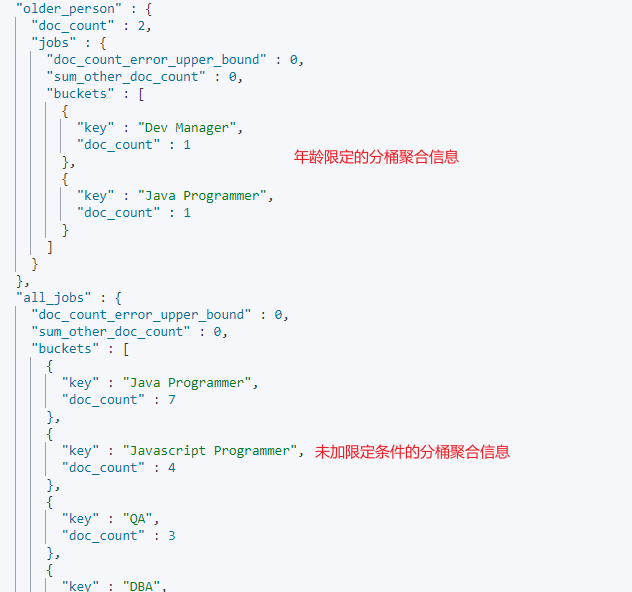 "older_person" : {
"doc_count" : 2,
"jobs" : {
"doc_count_error_upper_bound" : 0,
"sum_other_doc_count" : 0,
"buckets" : [
{
"key" : "Dev Manager",
"doc_count" : 1
年龄限定的分桶聚合信息
},
{
"key" : "Java Programmer",
"doc_count" : 1
}
]
}
},
"all_jobs" : {
"doc_count_error_upper_bound" : 0,
"sum_other_doc_count" : 0,
"buckets" : [
{
"key" : "Java Programmer",
"doc_count" : 7
},
{
"key" : "Javascript Programmer", 未加限定条件的分桶聚合信息
"doc_count" : 4
},
{
"key" : "QA",
"doc_count" : 3
},
{
"key" : "DBA",